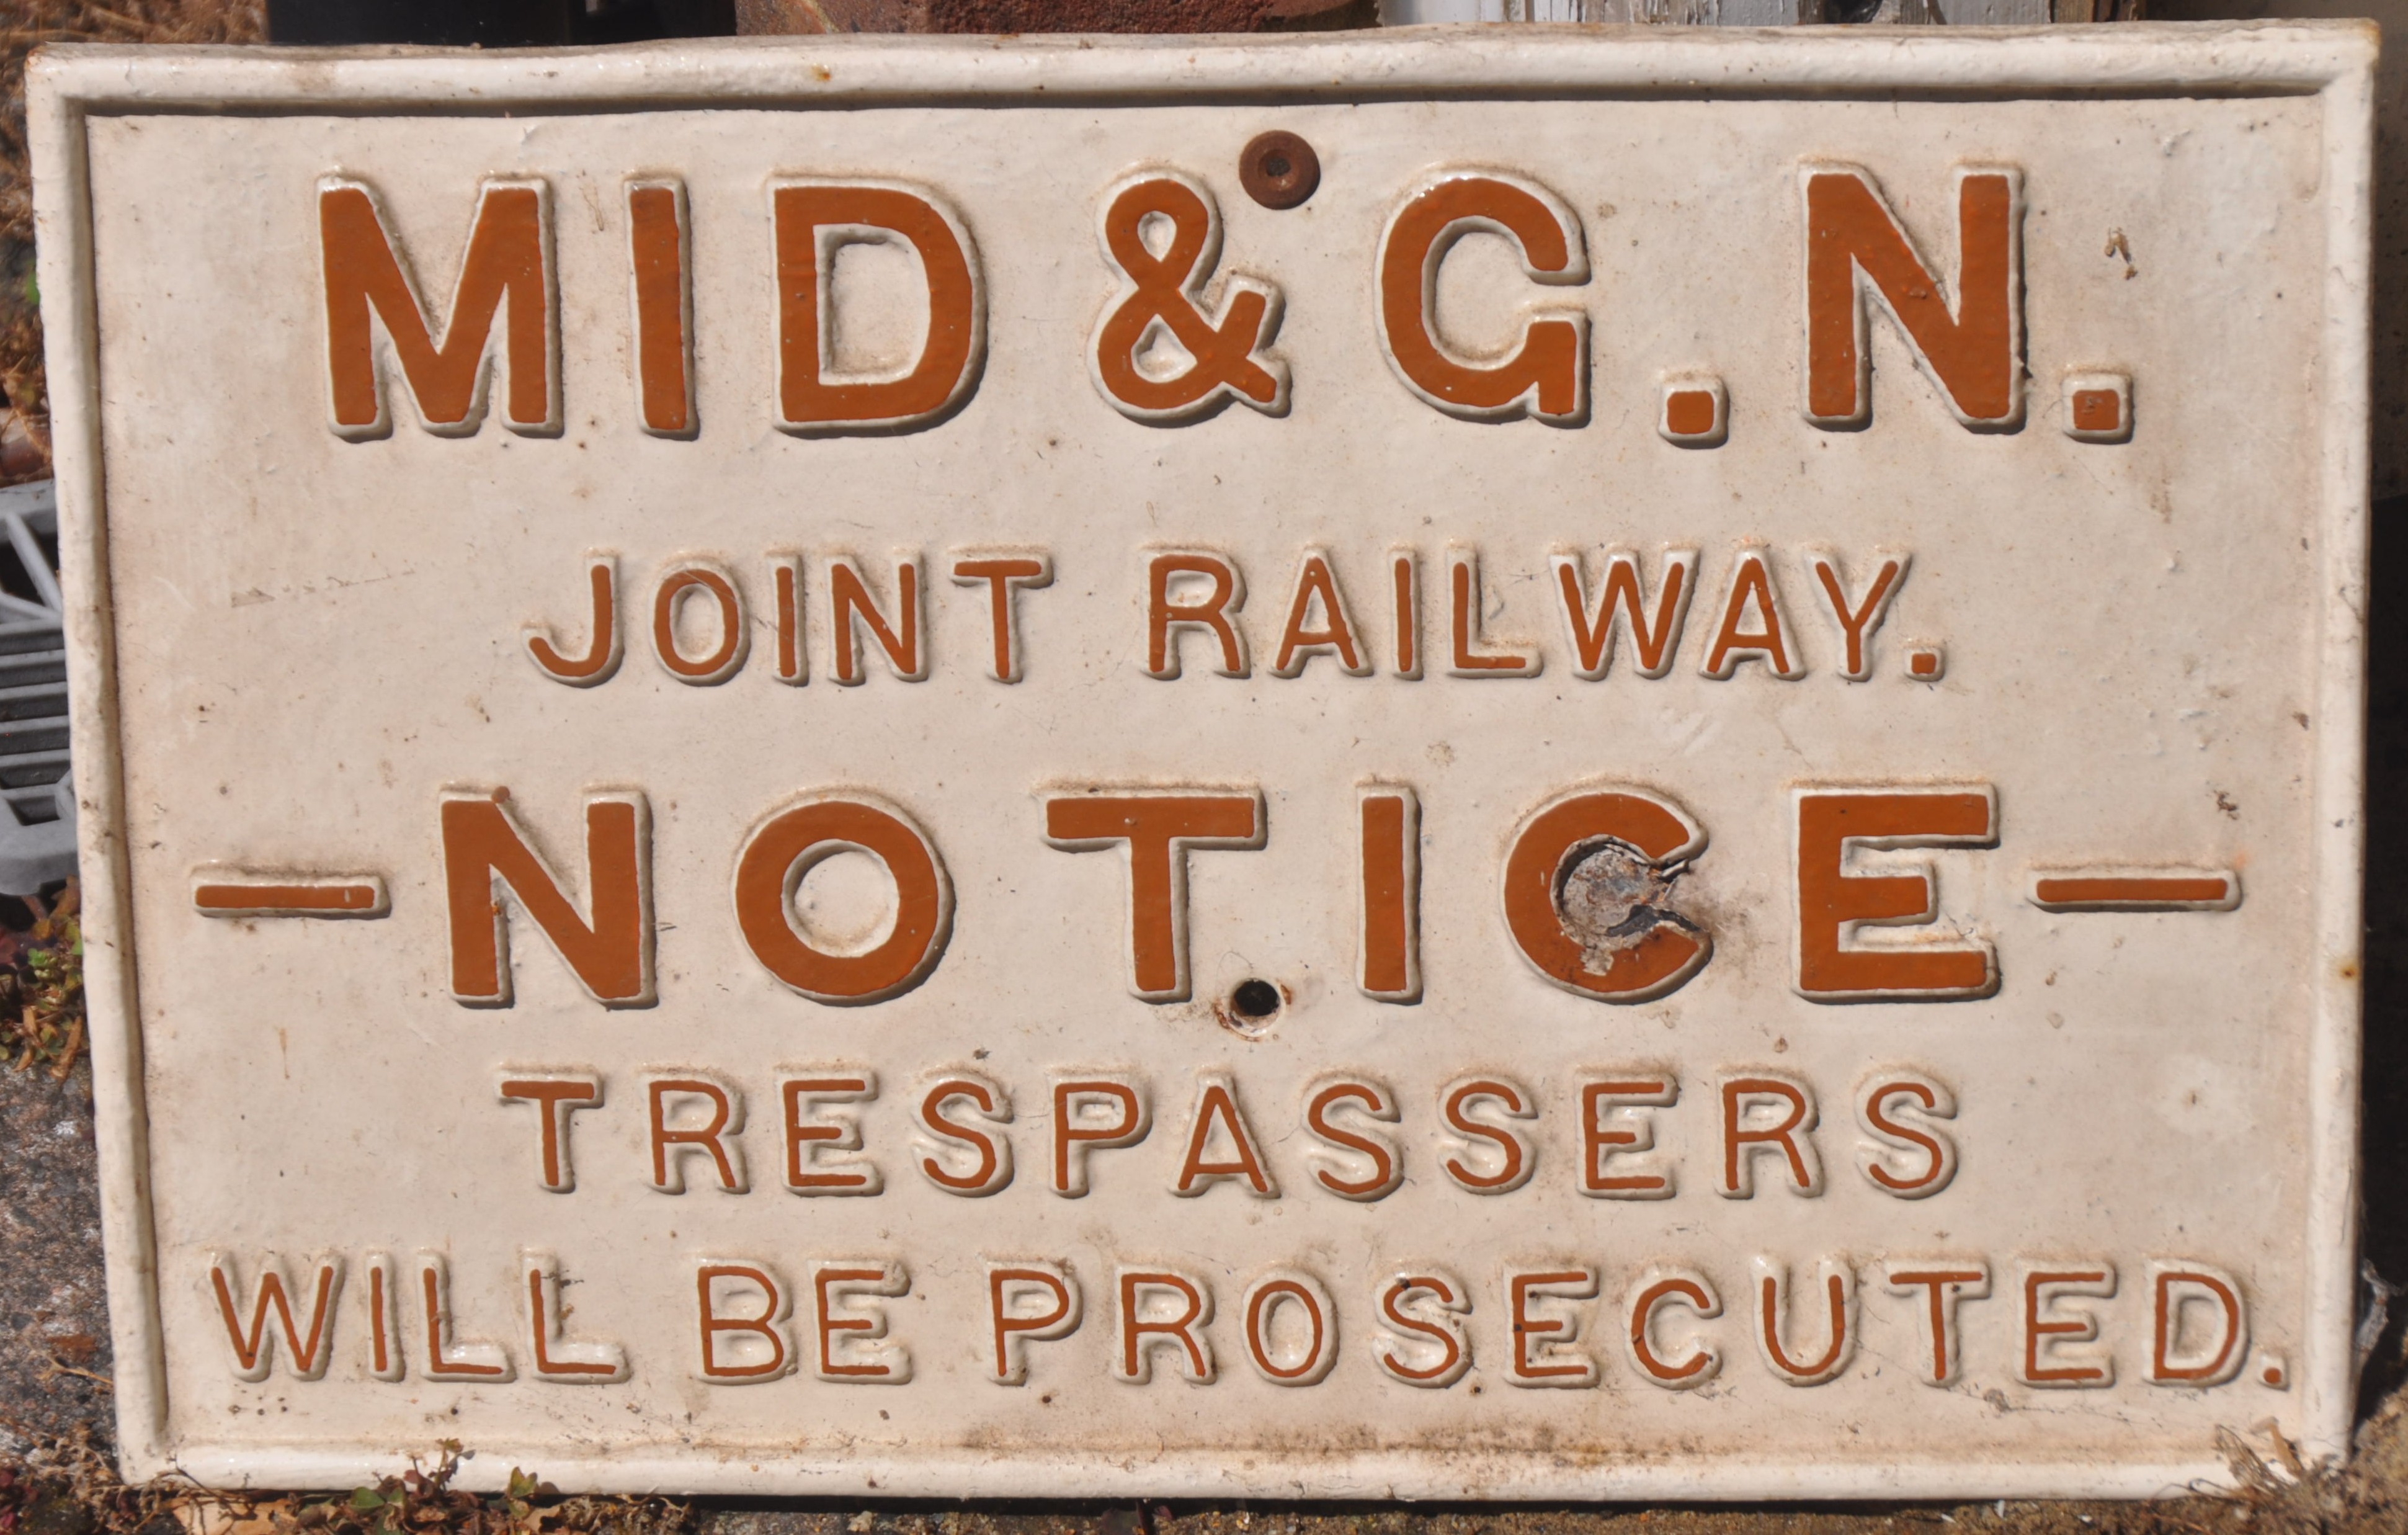 MID & G.N.
JOINT RAILWAY.
— NOTICE —
TRESPASSERS
WILL BE PROSECUTED.